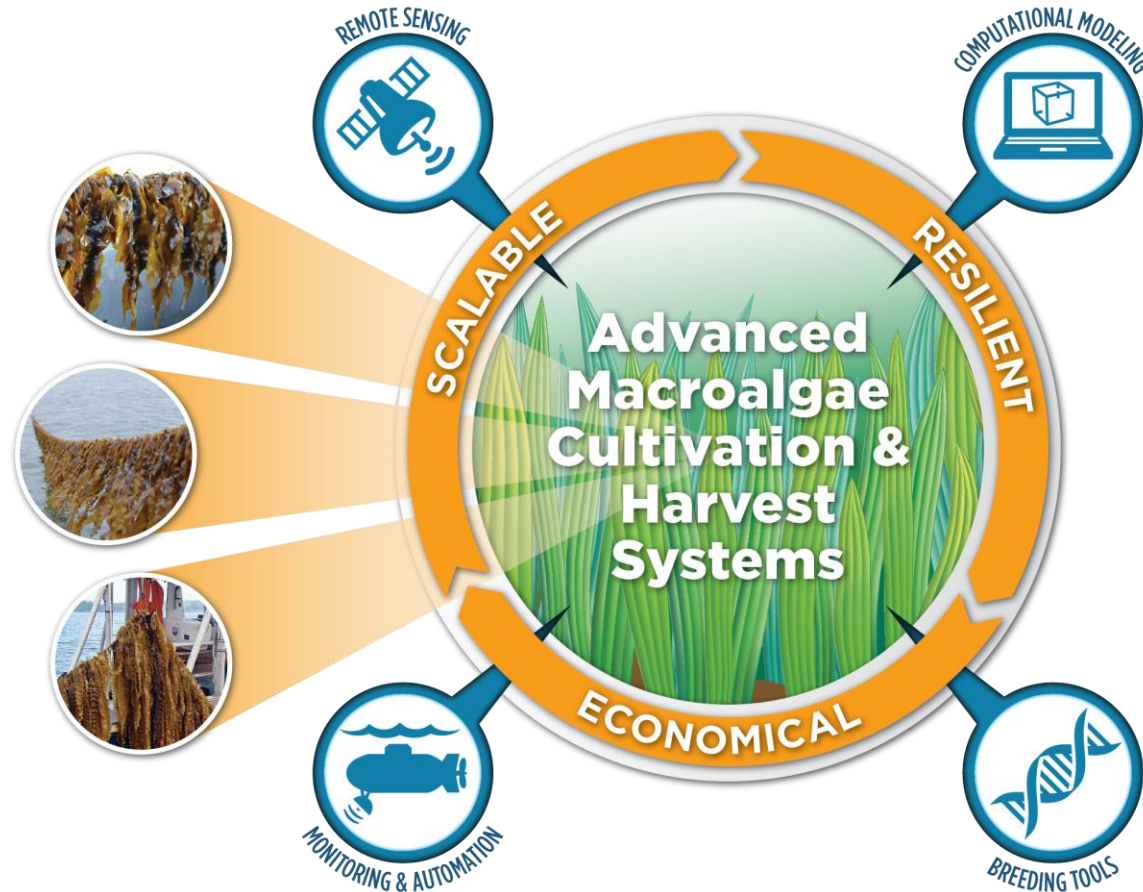 REMOTE SENSING
COMPUTATIONAL MODELING
SCALABLE
RESILIENT
Advanced
Macroalgae
Cultivation &
Harvest
Systems
ECONOMICAL
MONITORING & AUTOMATION
BREEDING TOOLS